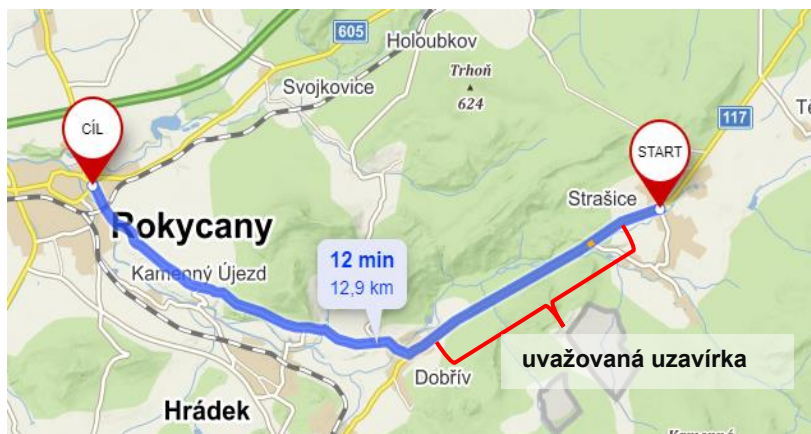 605
Holoubkov
Trhoň
624
Svojkovice
117
CÍL
START
Strašice
Rokycany
Kamenný Újezd
12 min
12,9 km
uvažovaná uzavírka
Dobřív
Hrádek